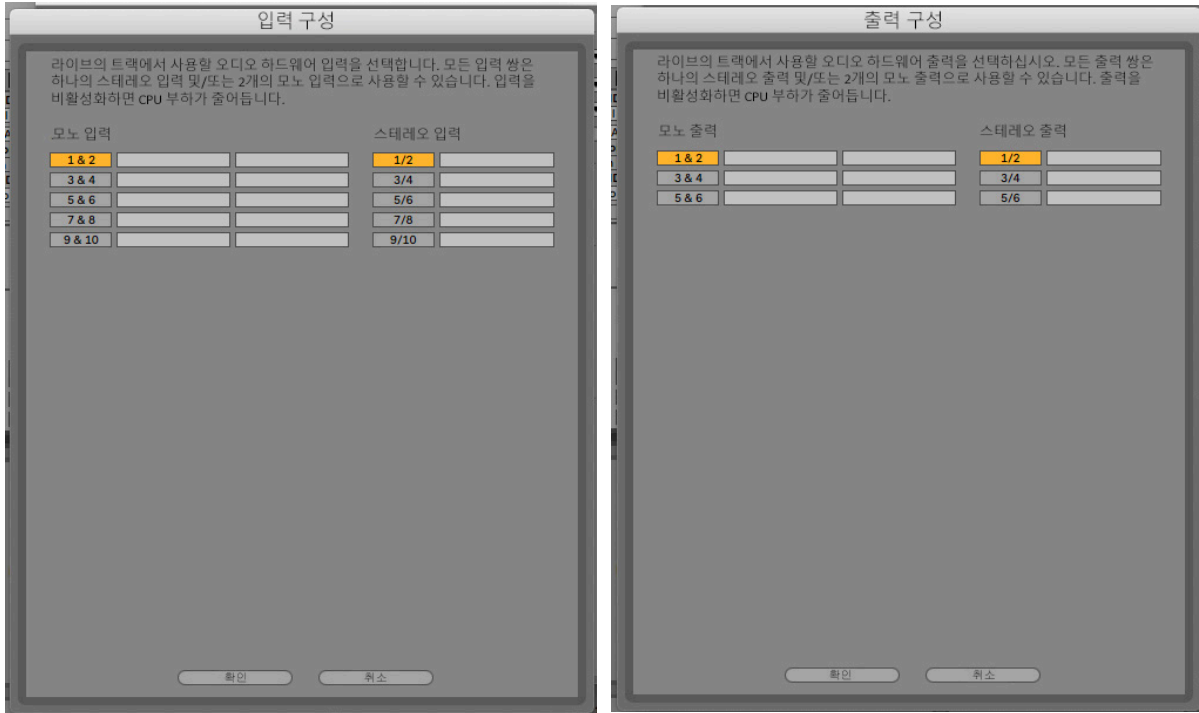 입력 구성
라이브의 트랙에서 사용할 오디오 하드웨어 입력을 선택합니다. 모든 입력 쌍은
하나의 스테레오 입력 및/또는 2개의 모노 입력으로 사용할 수 있습니다. 입력을
비활성화하면 CPU 부하가 줄어듭니다.
모노 입력 스테레오 입력
1 & 2 1/2
3 & 4 3/4
5 & 6 5/6
7 & 8 7/8
9 & 10 9/10
확인 취소
출력 구성
라이브의 트랙에서 사용할 오디오 하드웨어 출력을 선택하십시오. 모든 출력 쌍은
하나의 스테레오 출력 및/또는 2개의 모노 출력으로 사용할 수 있습니다. 출력을
비활성화하면 CPU 부하가 줄어듭니다.
모노 출력 스테레오 출력
1 & 2 1/2
3 & 4 3/4
5 & 6 5/6
확인 취소